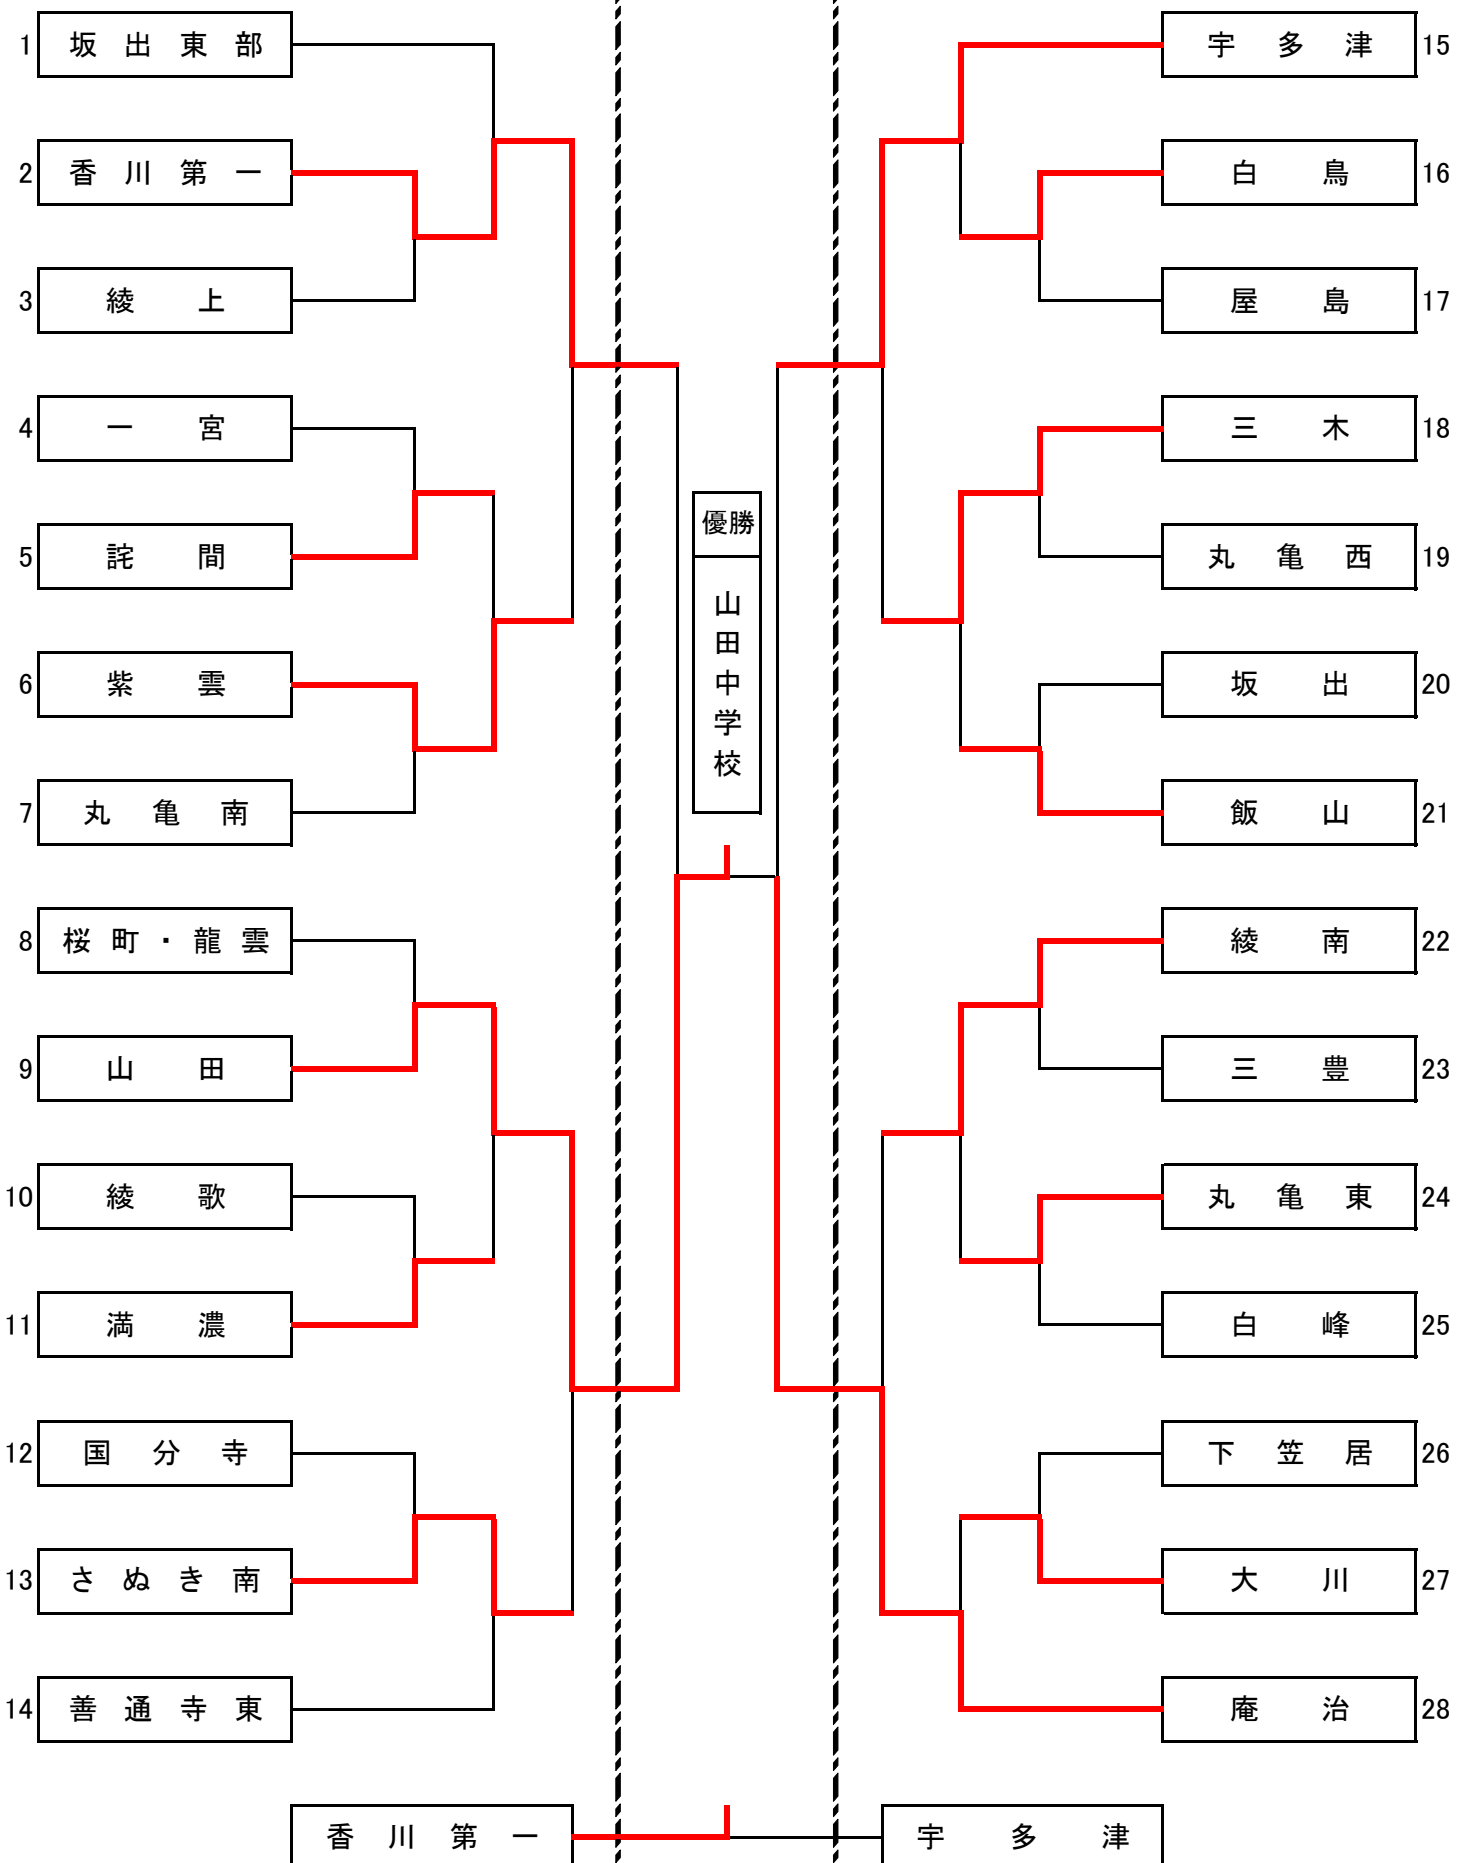 1 坂出東部
2 香川第一
3 綾上
4 一宮
5 詫間
6 紫雲
7 丸亀南
8 桜町・龍雲
9 山田
10 綾歌
11 満濃
12 国分寺
13 さぬき南
14 善通寺東
優勝
山田中学校
宇多津 15
白鳥 16
屋島 17
三木 18
丸亀西 19
坂出 20
飯山 21
綾南 22
三豊 23
丸亀東 24
白峰 25
下笠居 26
大川 27
庵治 28
香川第一
宇多津